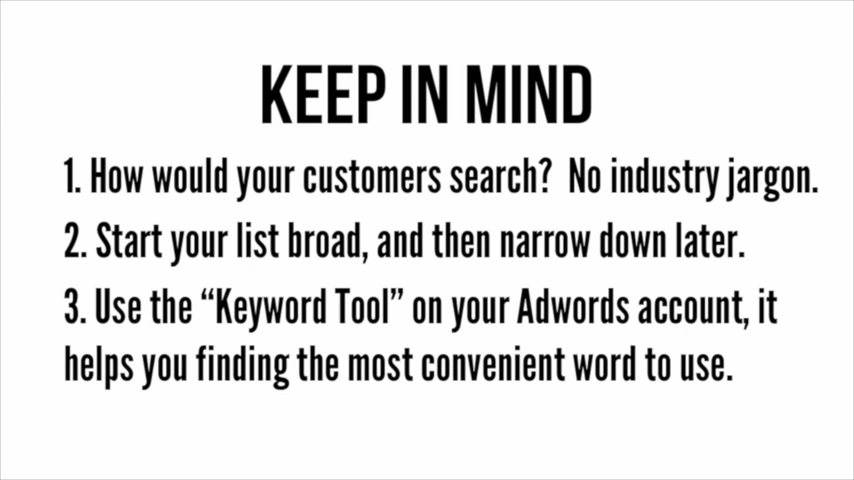 KEEP IN MIND
1. How would your customers search? No industry jargon.
2. Start your list broad, and then narrow down later.
3. Use the “Keyword Tool” on your Adwords account, it
helps you finding the most convenient word to use.